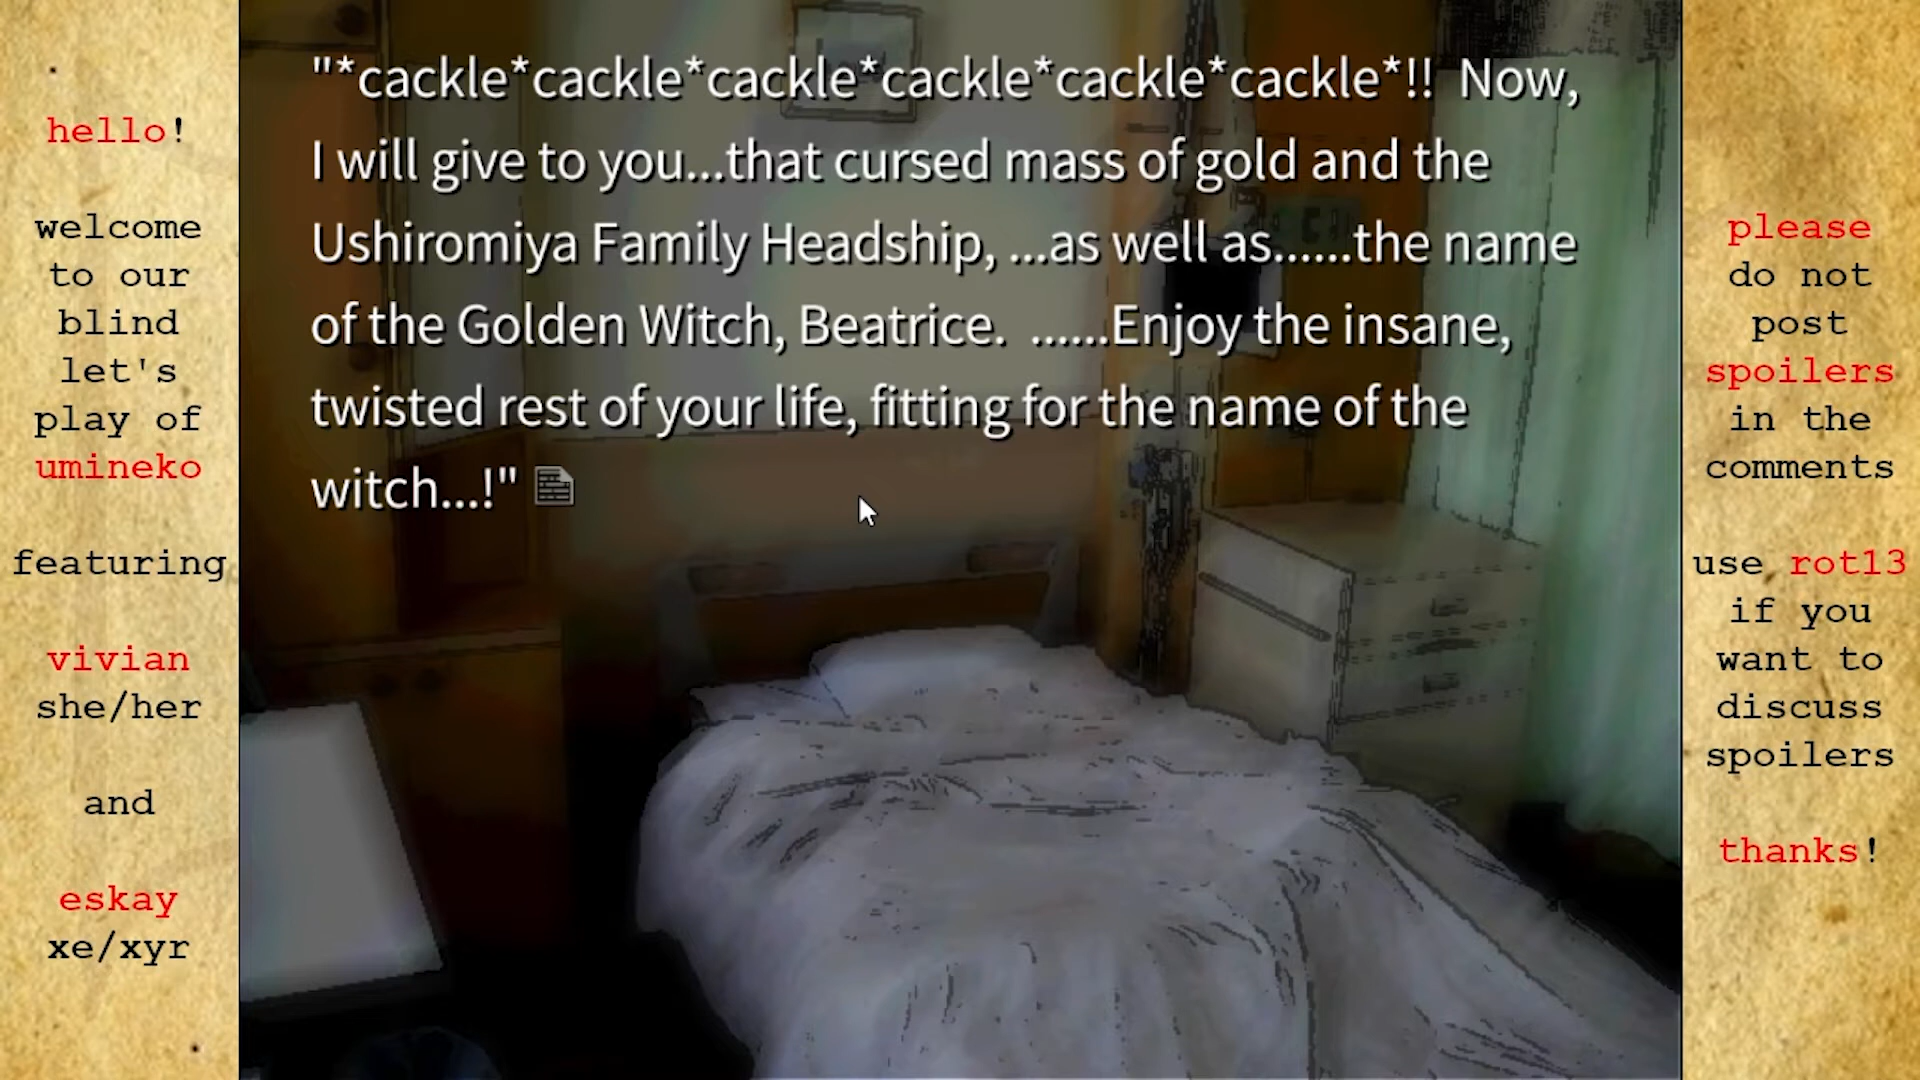 hello!
welcome
to our
blind
let's
play of
umineko
featuring
vivian
she/her
and
eskay
xe/xyr
"*cackle*cackle*cackle*cackle*cackle*cackle*!!  Now,
I will give to you...that cursed mass of gold and the
Ushiromiya Family Headship, ...as well as......the name
of the Golden Witch, Beatrice.  ......Enjoy the insane,
twisted rest of your life, fitting for the name of the
witch...!"
please
do not
post
spoilers
in the
comments
use rot13
if you
want to
discuss
spoilers
thanks!